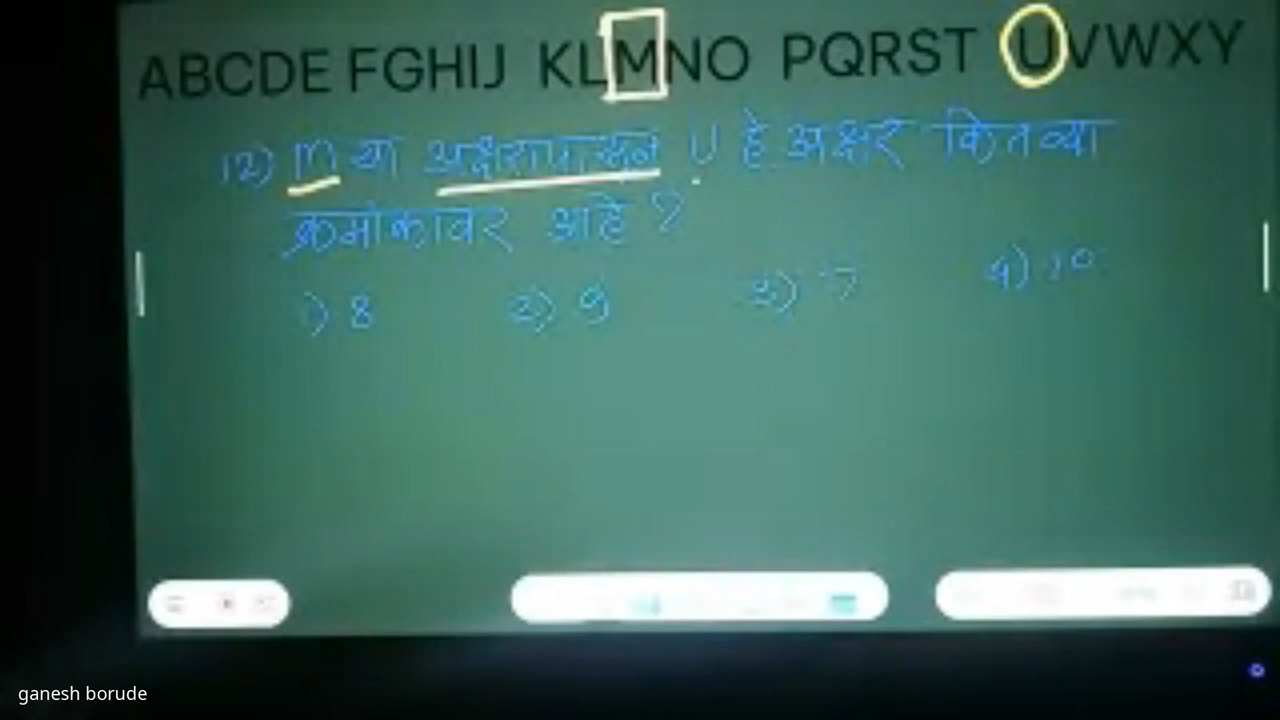 ABCDE FGHIJ KLMNO PQRST UVWXY
12) m या अक्षरापासून U हे अक्षर कितव्या
क्रमांकावर आहे ?
1) 8 2) 9 3) 7 4) 10
ganesh borude